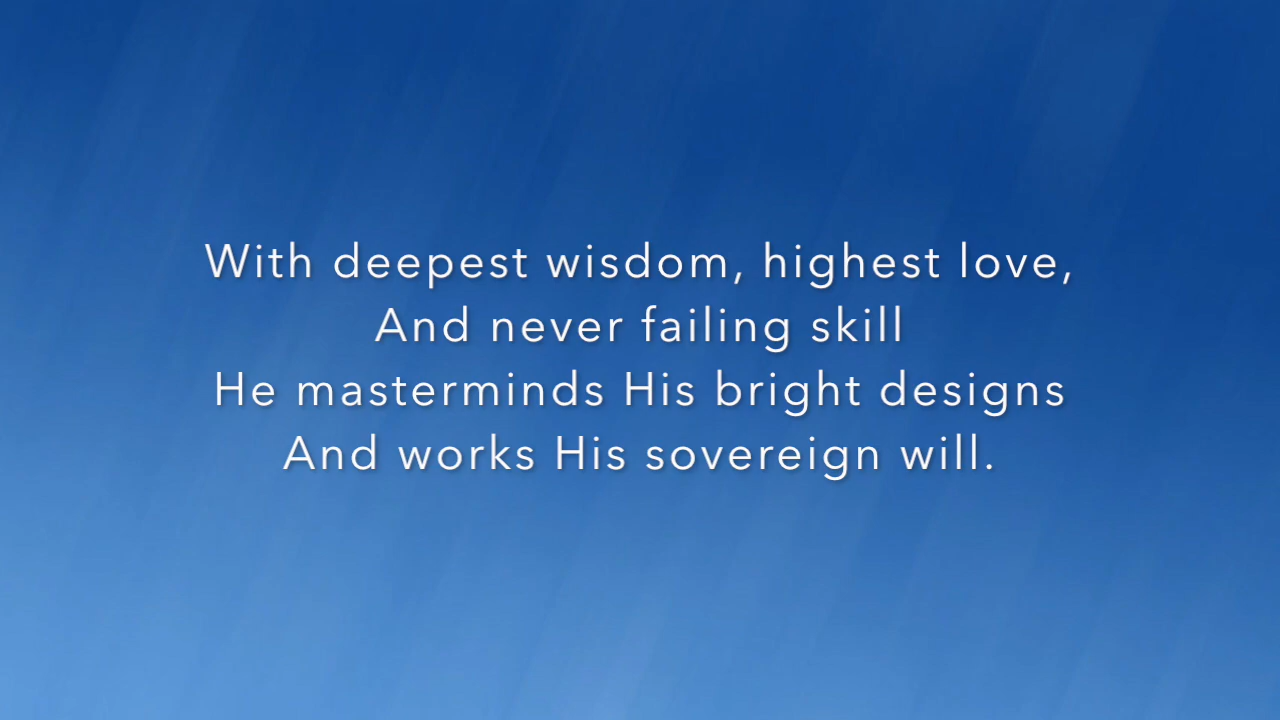 With deepest wisdom, highest love,
And never failing skill
He masterminds His bright designs
And works His sovereign will.